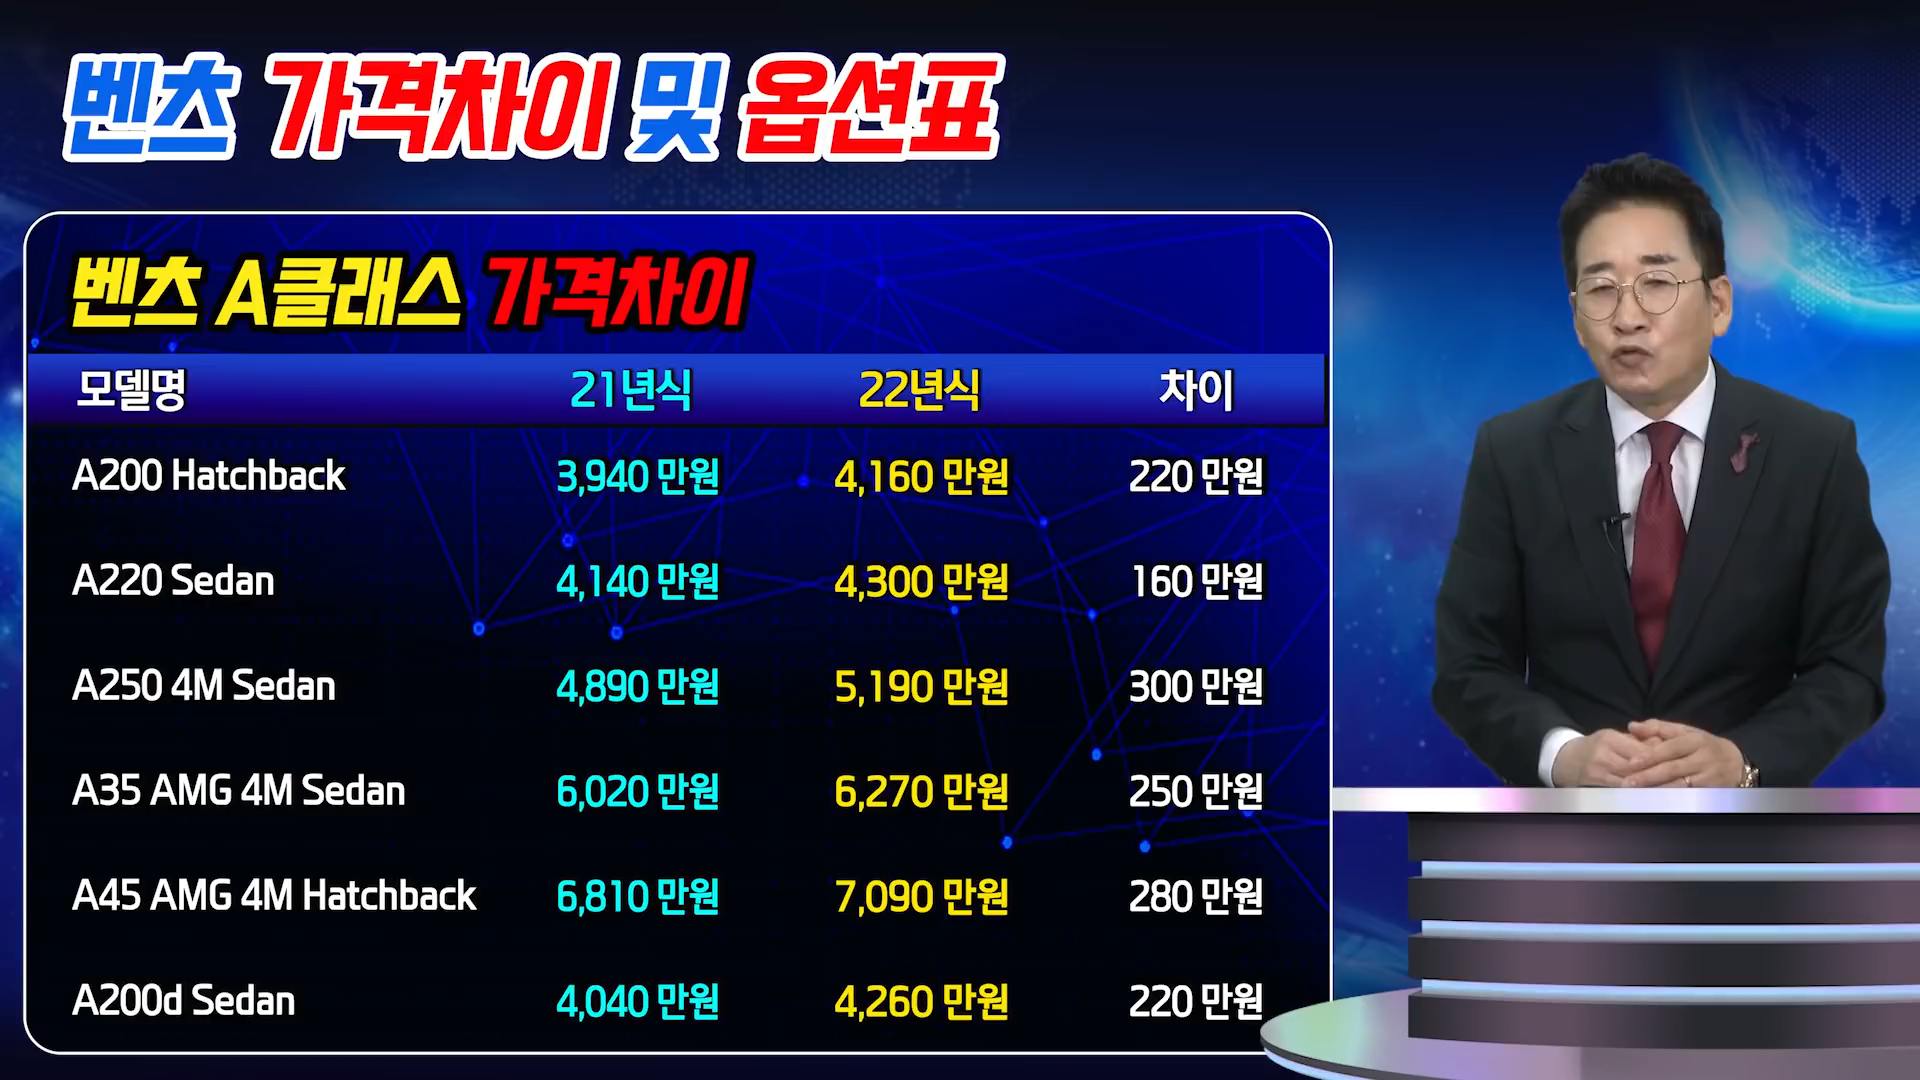 벤츠 가격차이 및 옵션표
벤츠 A클래스 가격차이
모델명 21년식 22년식 차이
A200 Hatchback 3,940 만원 4,160 만원 220 만원
A220 Sedan 4,140 만원 4,300 만원 160 만원
A250 4M Sedan 4,890 만원 5,190 만원 300 만원
A35 AMG 4M Sedan 6,020 만원 6,270 만원 250 만원
A45 AMG 4M Hatchback 6,810 만원 7,090 만원 280 만원
A200d Sedan 4,040 만원 4,260 만원 220 만원